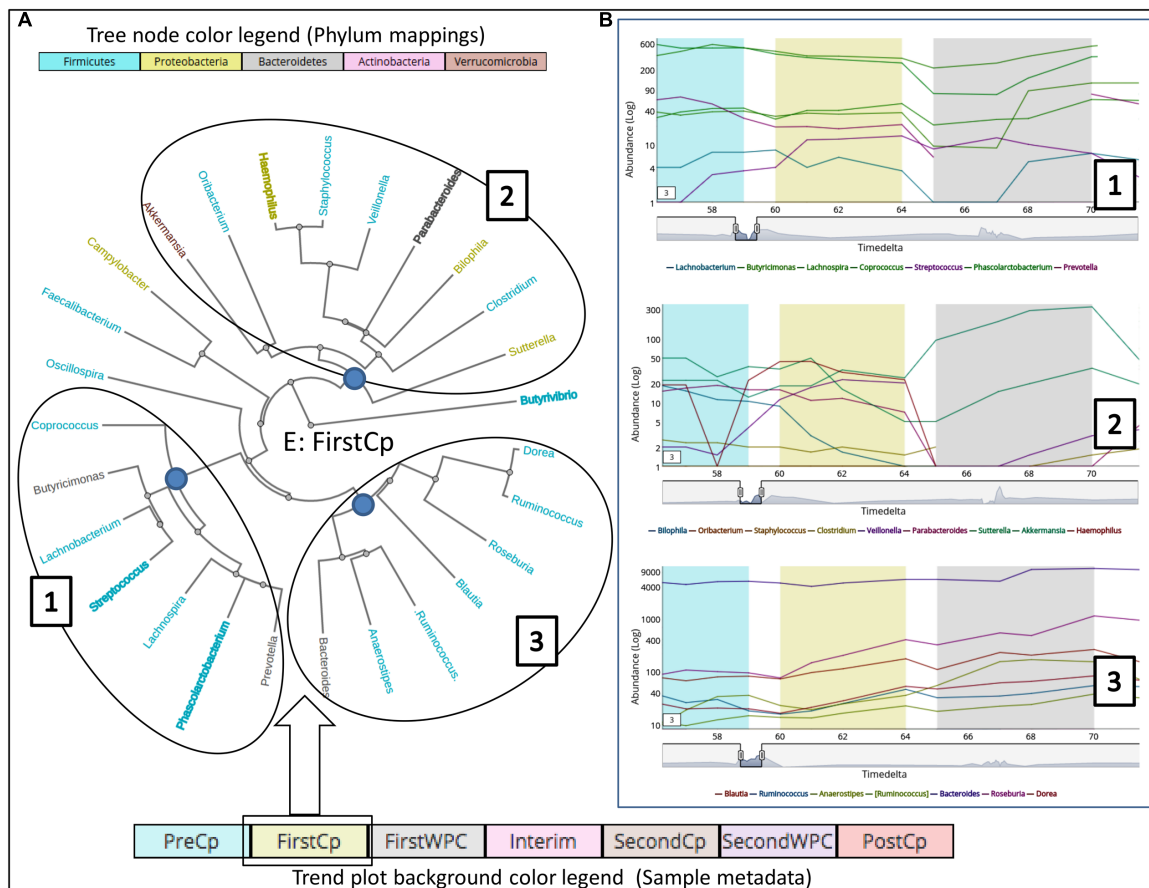 A
Tree node color legend (Phylum mappings)
Firmicutes Proteobacteria Bacteroidetes Actinobacteria Verrucomicrobia
Haemophilus
Staphylococcus
Veillonella
Parabacteroides
Oribacterium
Akkermansia
Bilophila
Campylobacter
Clostridium
Faecalibacterium
Sutterella
Oscillospira
Butyrivibrio
2
E: FirstCp
Coprococcus
Butyricimonas
Lachnobacterium
Streptococcus
Lachnospira
Phascolarctobacterium
Prevotella
1
Dorea
Ruminococcus
Roseburia
Blautia
.Ruminococcus.
Anaerostipes
Bacteroides
3
PreCp FirstCp FirstWPC Interim SecondCp SecondWPC PostCp
Trend plot background color legend (Sample metadata)
B
Abundance (Log)
600
200
90
40
10
4
1
3
58 60 62 64 66 68 70
1
Timedelta
Lachnobacterium Butyricimonas Lachnospira Coprococcus Streptococcus Phascolarctobacterium Prevotella
Abundance (Log)
300
100
50
20
10
5
2
1
3
58 60 62 64 66 68 70
2
Timedelta
Bilophila Oribacterium Staphylococcus Clostridium Veillonella Parabacteroides Sutterella Akkermansia Haemophilus
Abundance (Log)
9000
4000
1000
400
100
40
10
3
58 60 62 64 66 68 70
3
Timedelta
Blautia Ruminococcus Anaerostipes [Ruminococcus] Bacteroides Roseburia Dorea